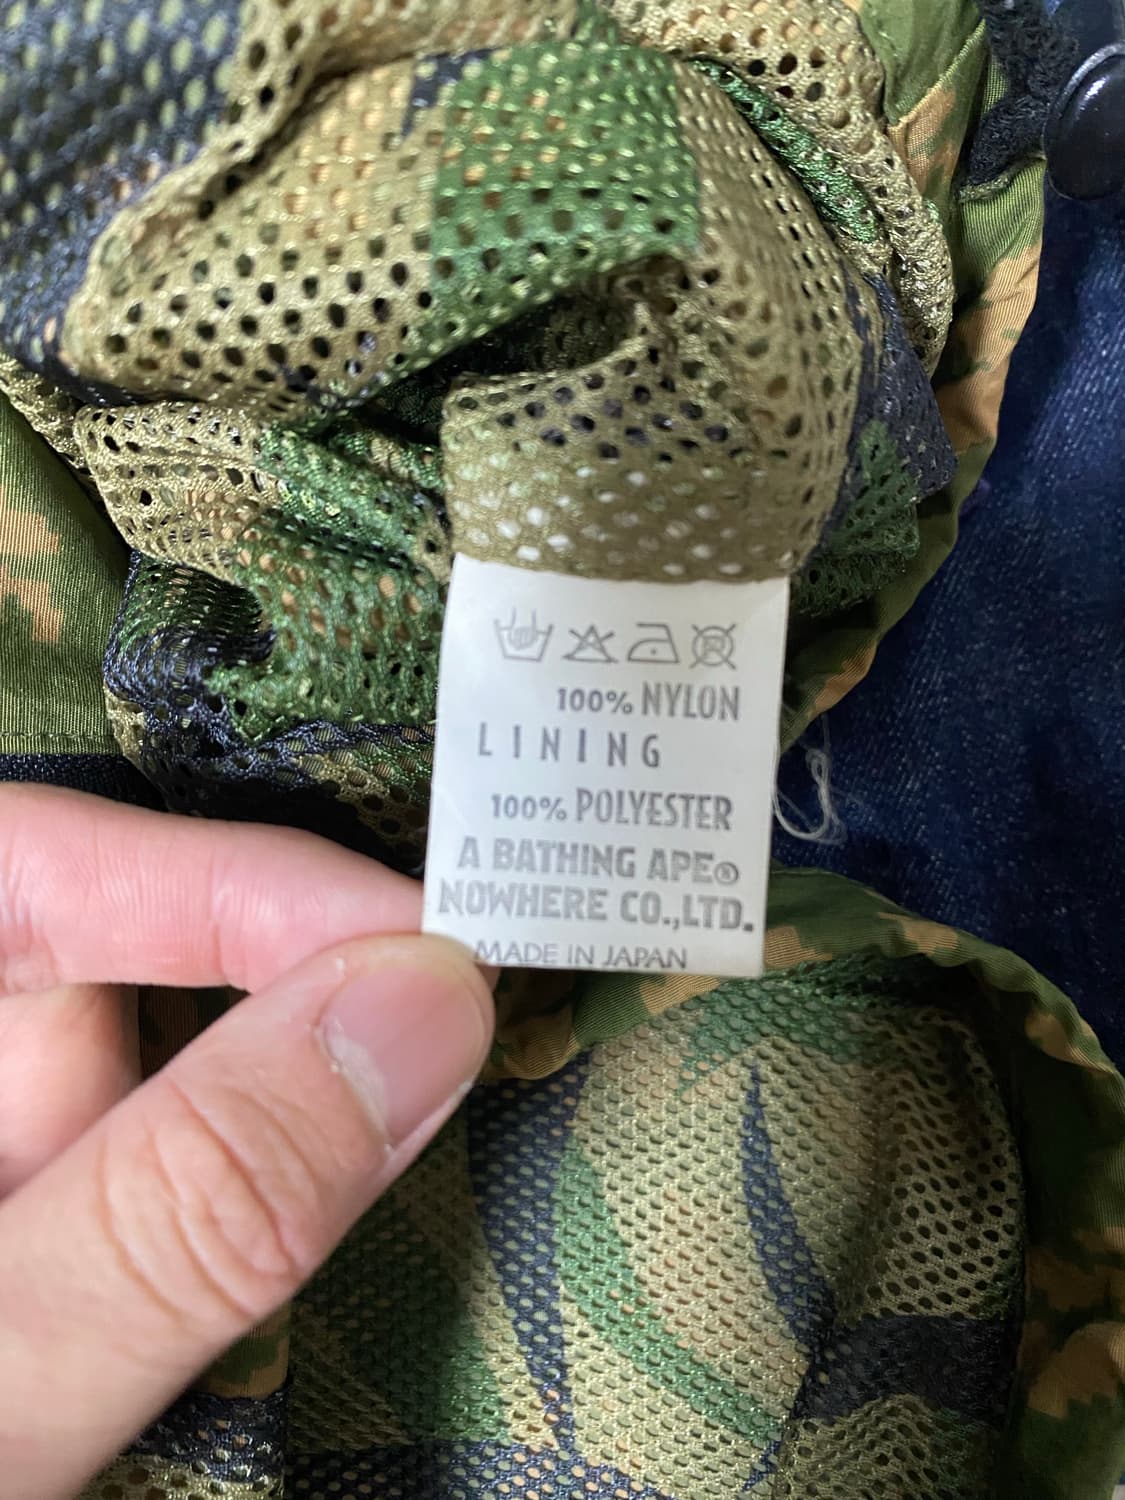 100% NYLON
LINING
100% POLYESTER
A BATHING APE®
NOWHERE CO.,LTD.
MADE IN JAPAN